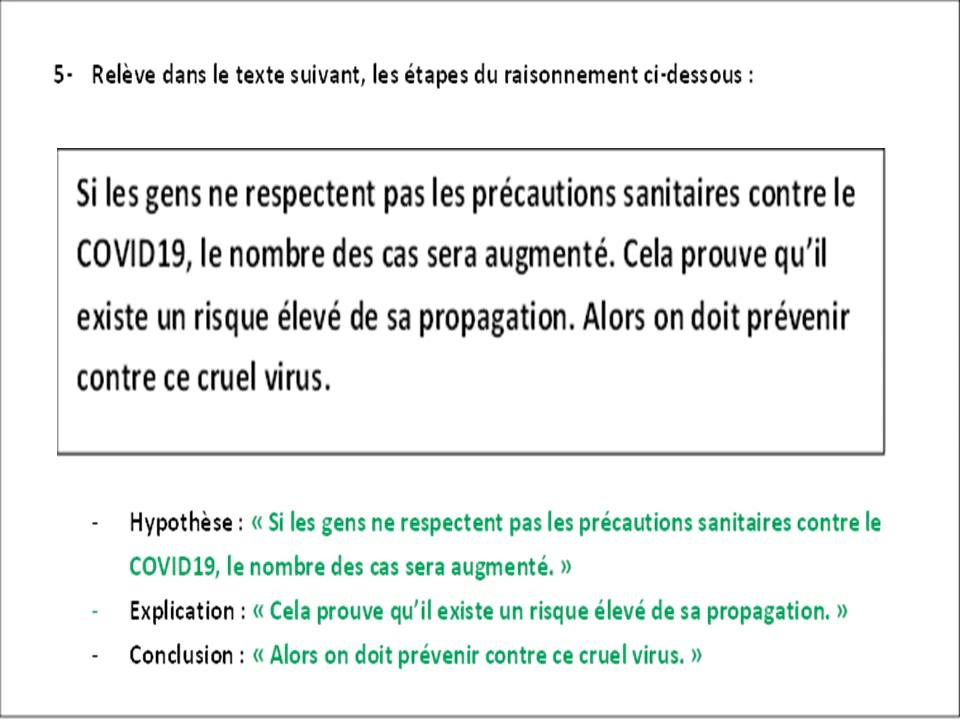 5- Relève dans le texte suivant, les étapes du raisonnement ci-dessous :
Si les gens ne respectent pas les précautions sanitaires contre le
COVID19, le nombre des cas sera augmenté. Cela prouve qu'il
existe un risque élevé de sa propagation. Alors on doit prévenir
contre ce cruel virus.
- Hypothèse : « Si les gens ne respectent pas les précautions sanitaires contre le
COVID19, le nombre des cas sera augmenté. »
- Explication : « Cela prouve qu'il existe un risque élevé de sa propagation. »
- Conclusion : « Alors on doit prévenir contre ce cruel virus. »